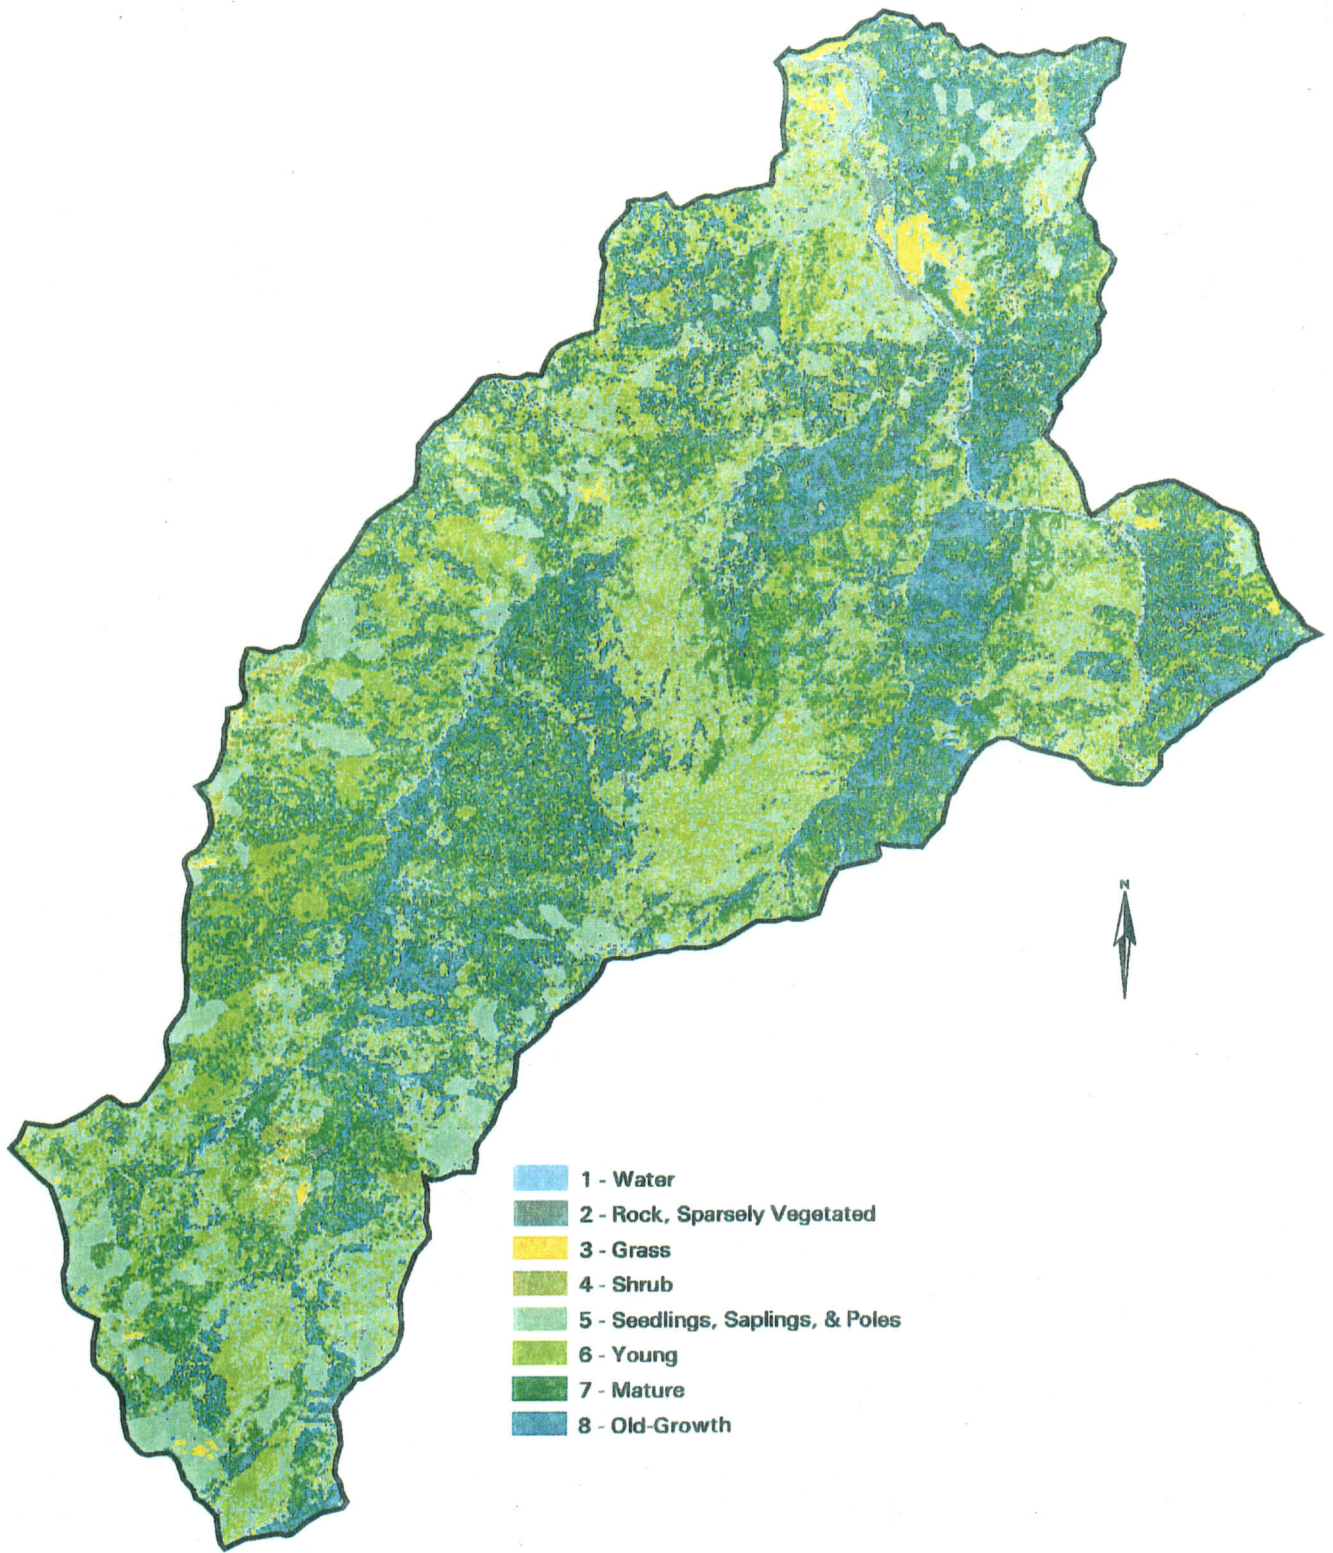 N
1 - Water
2 - Rock, Sparsely Vegetated
3 - Grass
4 - Shrub
5 - Seedlings, Saplings, & Poles
6 - Young
7 - Mature
8 - Old-Growth